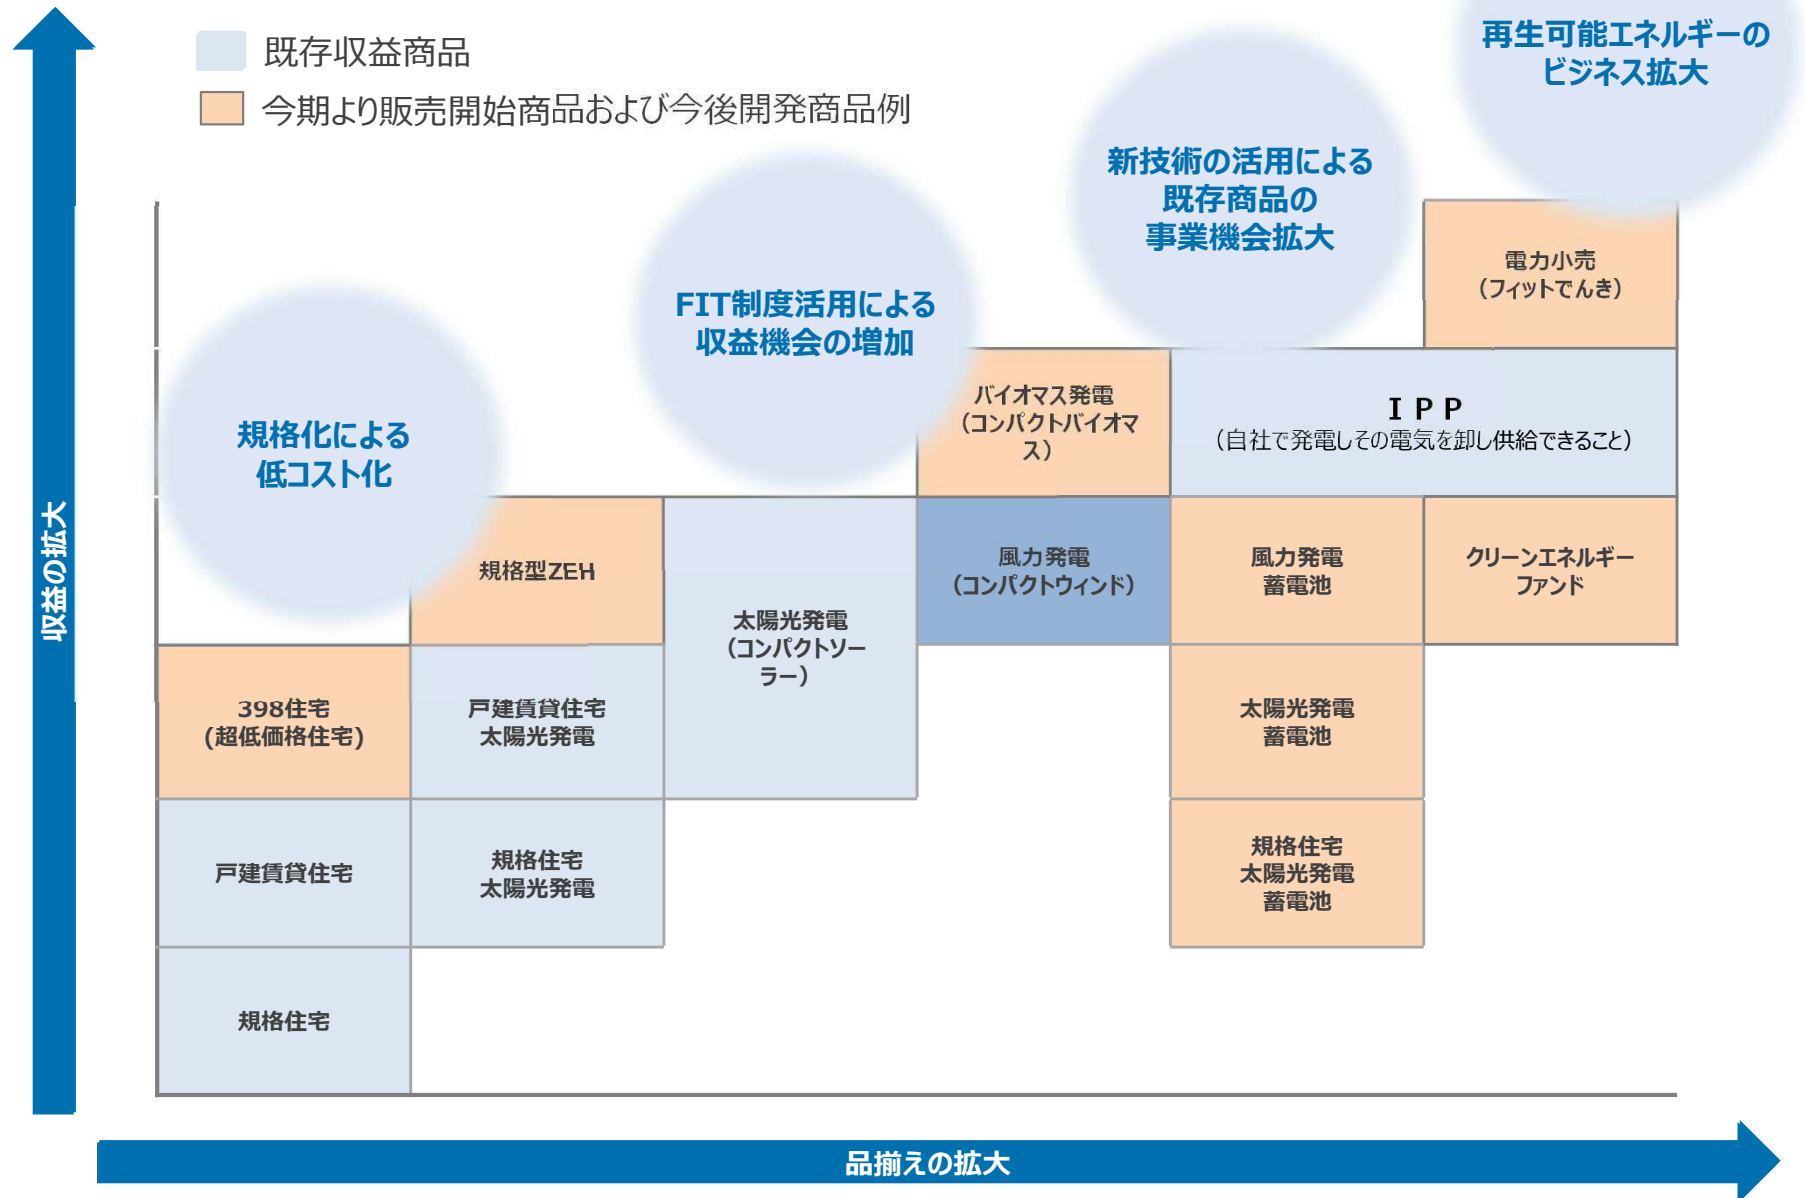 既存収益商品
今期より販売開始商品および今後開発商品例
再生可能エネルギーの
ビジネス拡大
新技術の活用による
既存商品の
事業機会拡大
FIT制度活用による
収益機会の増加
規格化による
低コスト化
電力小売
（フィットでんき）
バイオマス発電
（コンパクトバイオマ
ス）
ＩＰＰ
（自社で発電しその電気を卸し供給できること）
規格型ZEH
太陽光発電
（コンパクトソー
ラー）
風力発電
（コンパクトウィンド）
風力発電
蓄電池
クリーンエネルギー
ファンド
398住宅
(超低価格住宅)
戸建賃貸住宅
太陽光発電
太陽光発電
蓄電池
戸建賃貸住宅
規格住宅
太陽光発電
規格住宅
太陽光発電
蓄電池
規格住宅
収益の拡大
品揃えの拡大